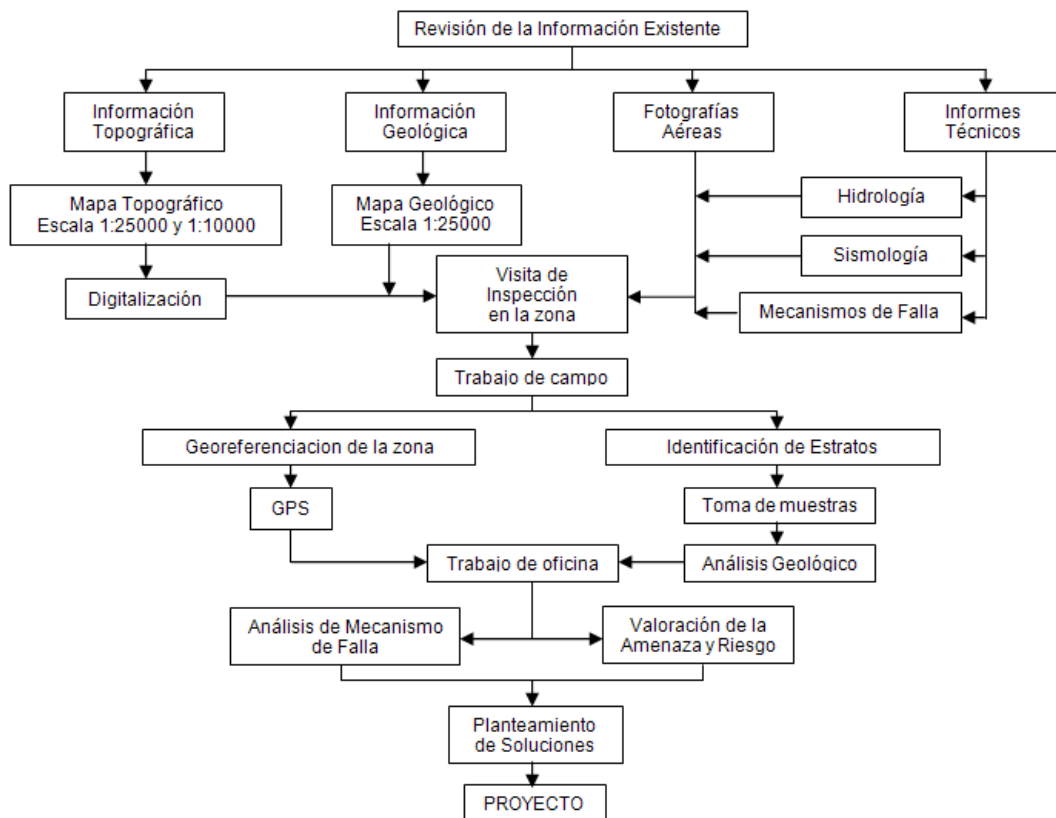 Revisión de la Información Existente
Información
Topográfica
Información
Geológica
Fotografías
Aéreas
Informes
Técnicos
Mapa Topográfico
Escala 1:25000 y 1:10000
Mapa Geológico
Escala 1:25000
Hidrología
Sismología
Mecanismos de Falla
Digitalización
Visita de
Inspección
en la zona
Trabajo de campo
Georeferenciacion de la zona
Identificación de Estratos
GPS
Toma de muestras
Trabajo de oficina
Análisis Geológico
Análisis de Mecanismo
de Falla
Valoración de la
Amenaza y Riesgo
Planteamiento
de Soluciones
PROYECTO